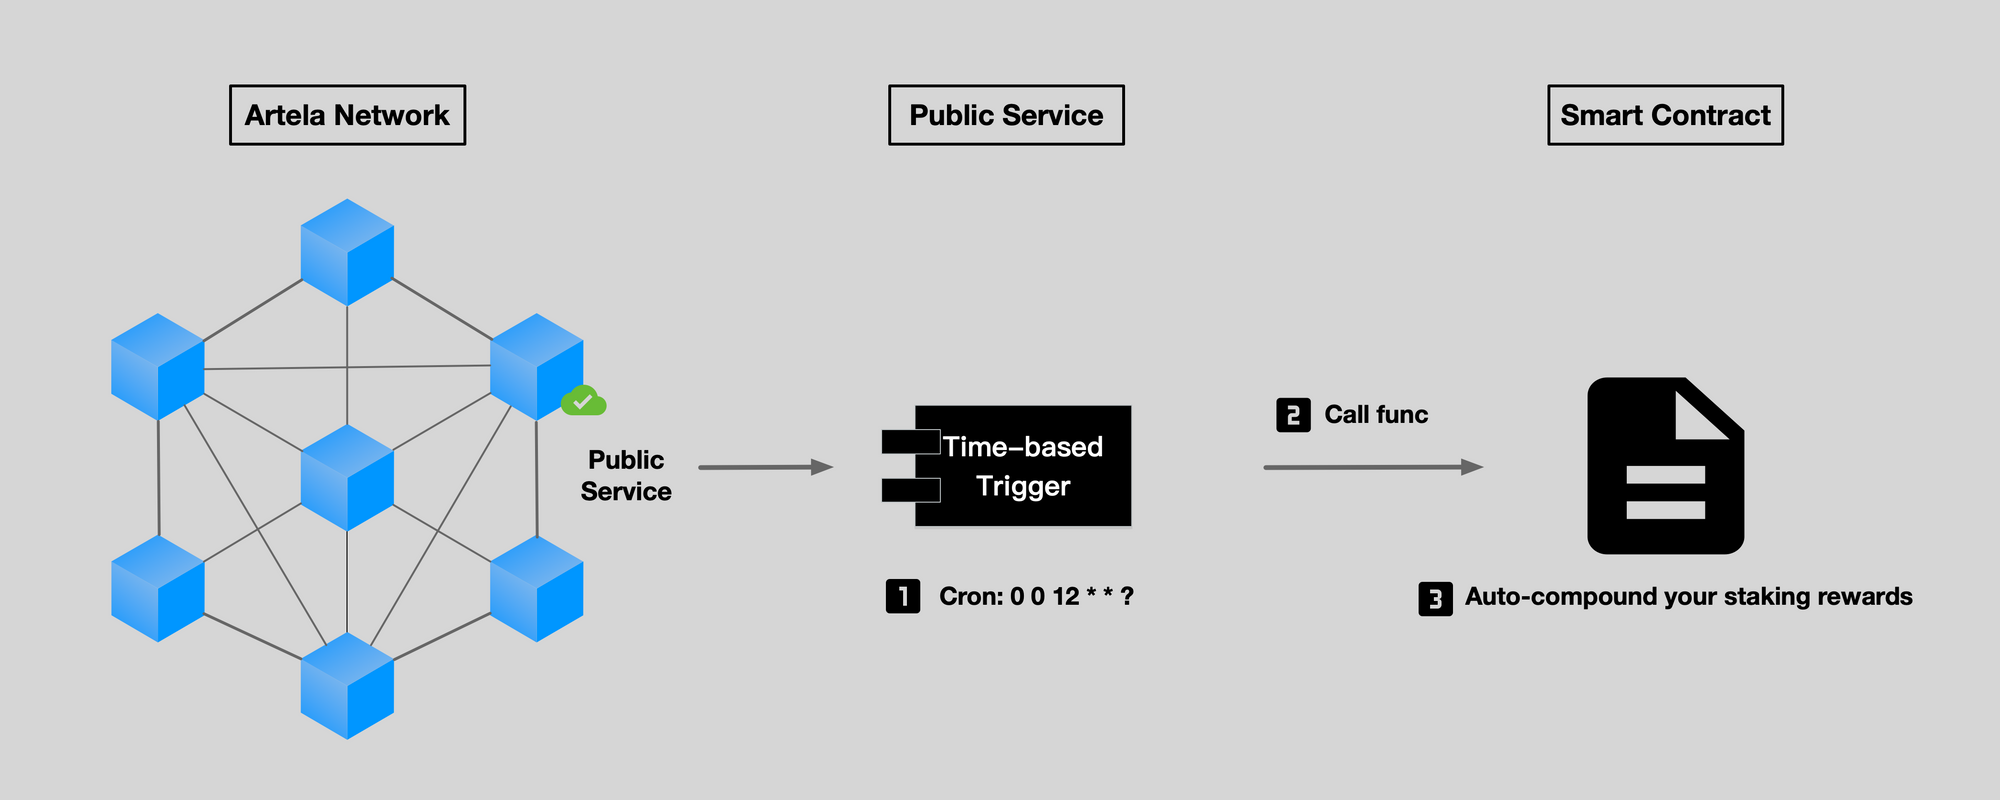 Artela Network
Public Service
Smart Contract
Public
Service
Time-based
Trigger
1 Cron: 0 0 12 * * ?
2 Call func
3 Auto-compound your staking rewards